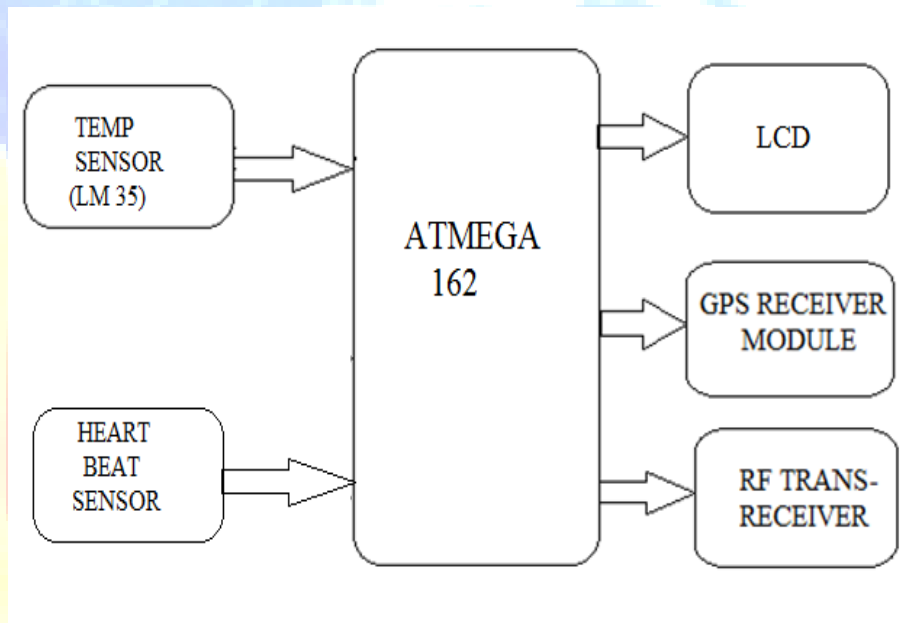 TEMP
SENSOR
(LM 35)
HEART
BEAT
SENSOR
ATMEGA
162
LCD
GPS RECEIVER
MODULE
RF TRANS-
RECEIVER